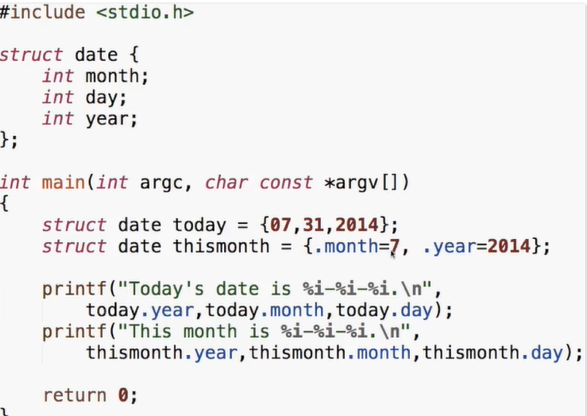 #include <stdio.h>
struct date {
    int month;
    int day;
    int year;
};
int main(int argc, char const *argv[])
{
    struct date today = {07,31,2014};
    struct date thismonth = {.month=7, .year=2014};
    printf("Today's date is %i-%i-%i.\n",
        today.year,today.month,today.day);
    printf("This month is %i-%i-%i.\n",
        thismonth.year,thismonth.month,thismonth.day);
    return 0;
}